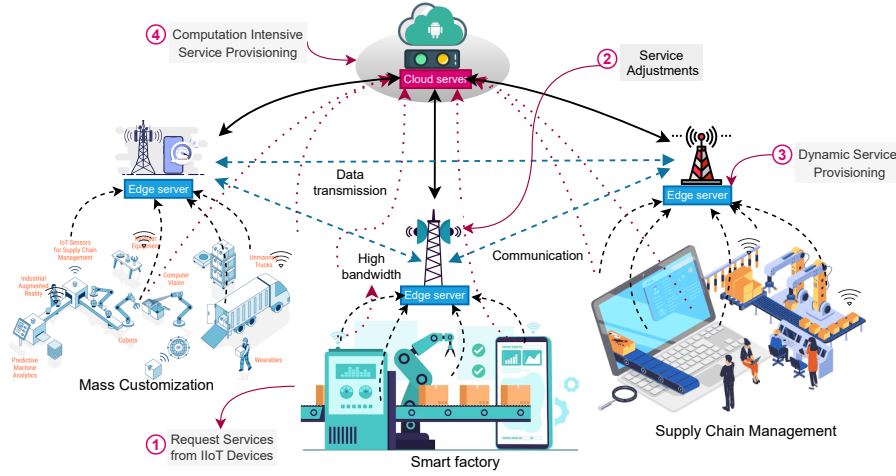 4 Computation Intensive
Service Provisioning
Cloud server
2 Service
Adjustments
Edge server
Data
transmission
3 Dynamic Service
Provisioning
Edge server
IoT Sensors
for Supply Chain
Management
Equipment
Unmanned
Trucks
Industrial
Augmented
Reality
Computer
Vision
High
bandwidth
Communication
Edge server
Cobots
Predictive
Machine
Analytics
Wearables
Mass Customization
1 Request Services
from IIoT Devices
Smart factory
Supply Chain Management